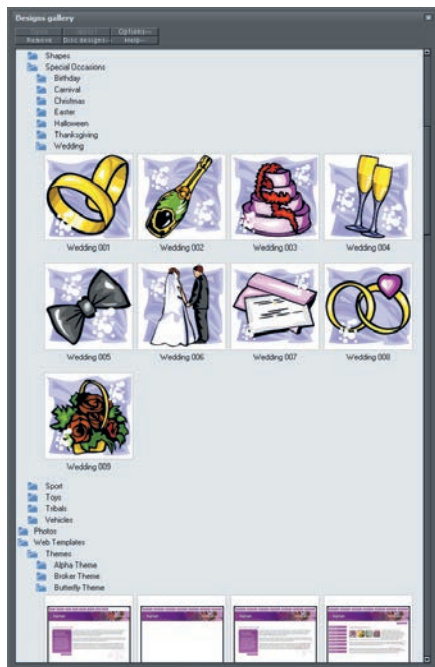 Designs gallery
Options...
Remove Disc designs... Help...
Shapes
Special Occasions
Birthday
Carnival
Christmas
Easter
Halloween
Thanksgiving
Wedding
Wedding 001 Wedding 002 Wedding 003 Wedding 004
Wedding 005 Wedding 006 Wedding 007 Wedding 008
Wedding 009
Sport
Toys
Tribals
Vehicles
Photos
Web Templates
Themes
Alpha Theme
Broker Theme
Butterfly Theme